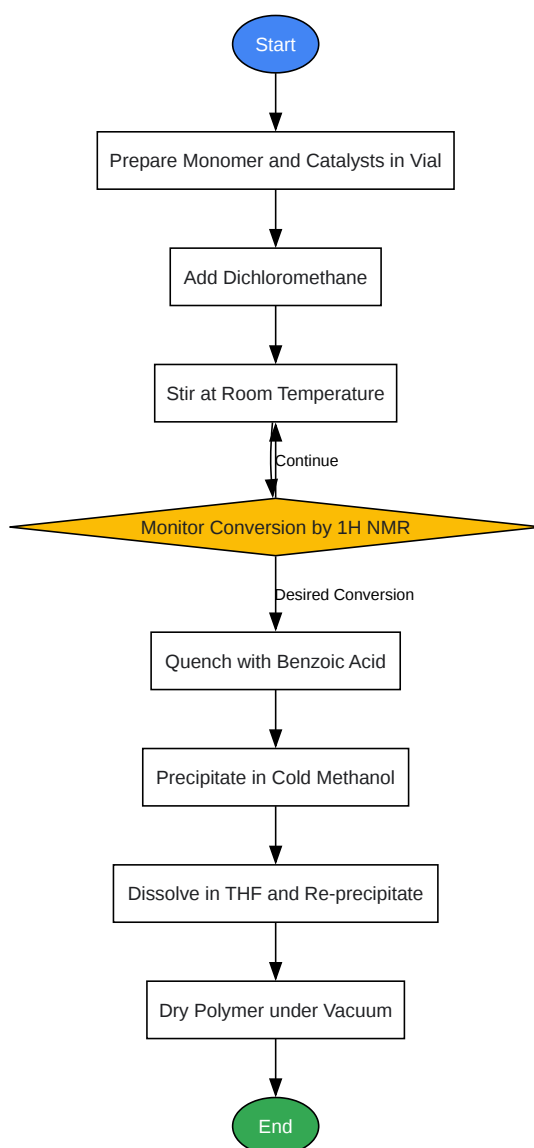 Start
Prepare Monomer and Catalysts in Vial
Add Dichloromethane
Stir at Room Temperature
Continue
Monitor Conversion by 1H NMR
Desired Conversion
Quench with Benzoic Acid
Precipitate in Cold Methanol
Dissolve in THF and Re-precipitate
Dry Polymer under Vacuum
End